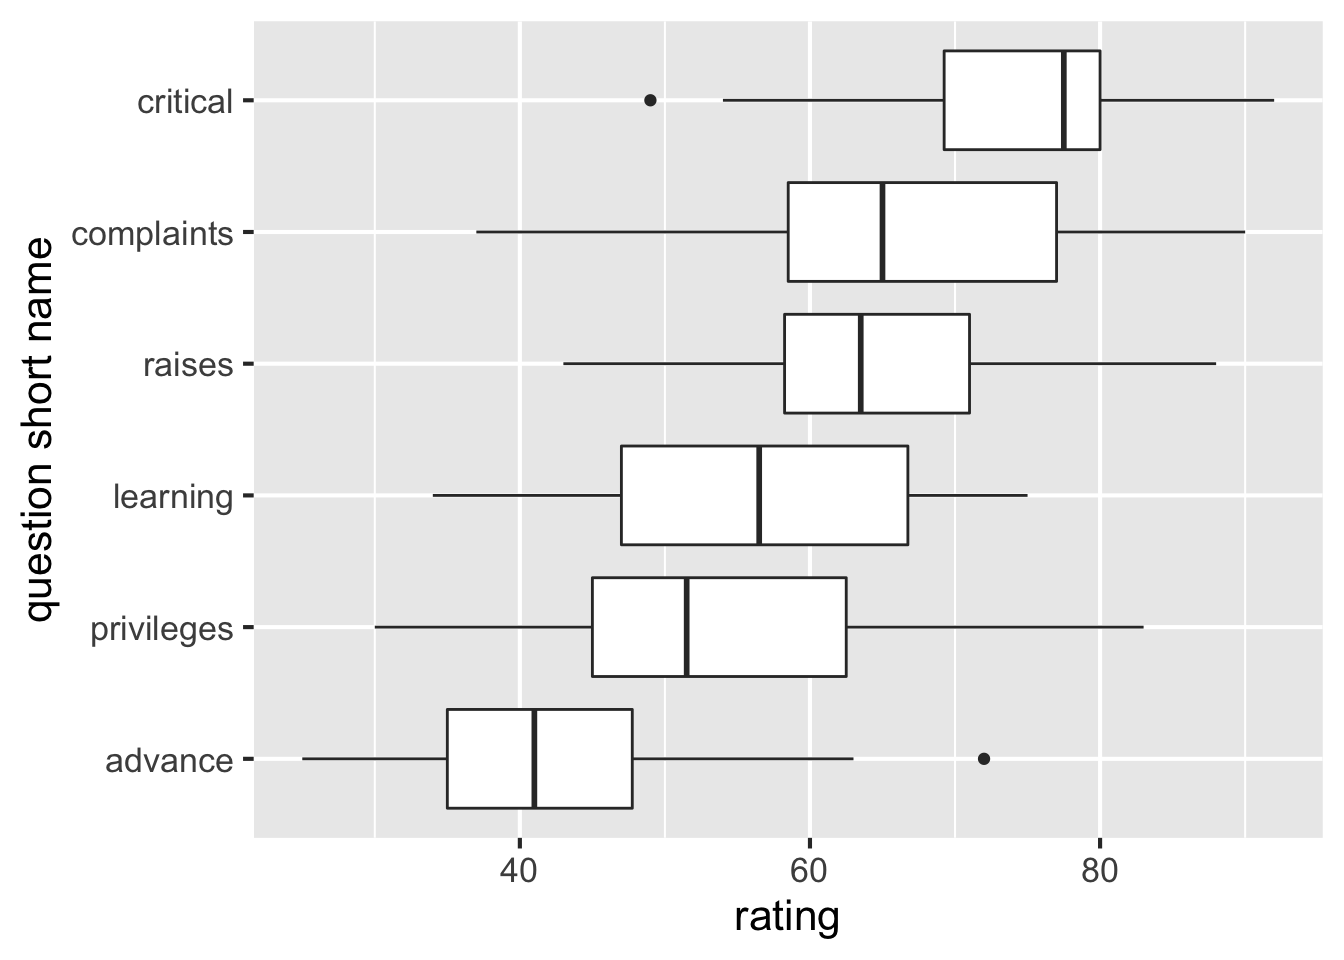 question short name
critical
complaints
raises
learning
privileges
advance
40 60 80
rating